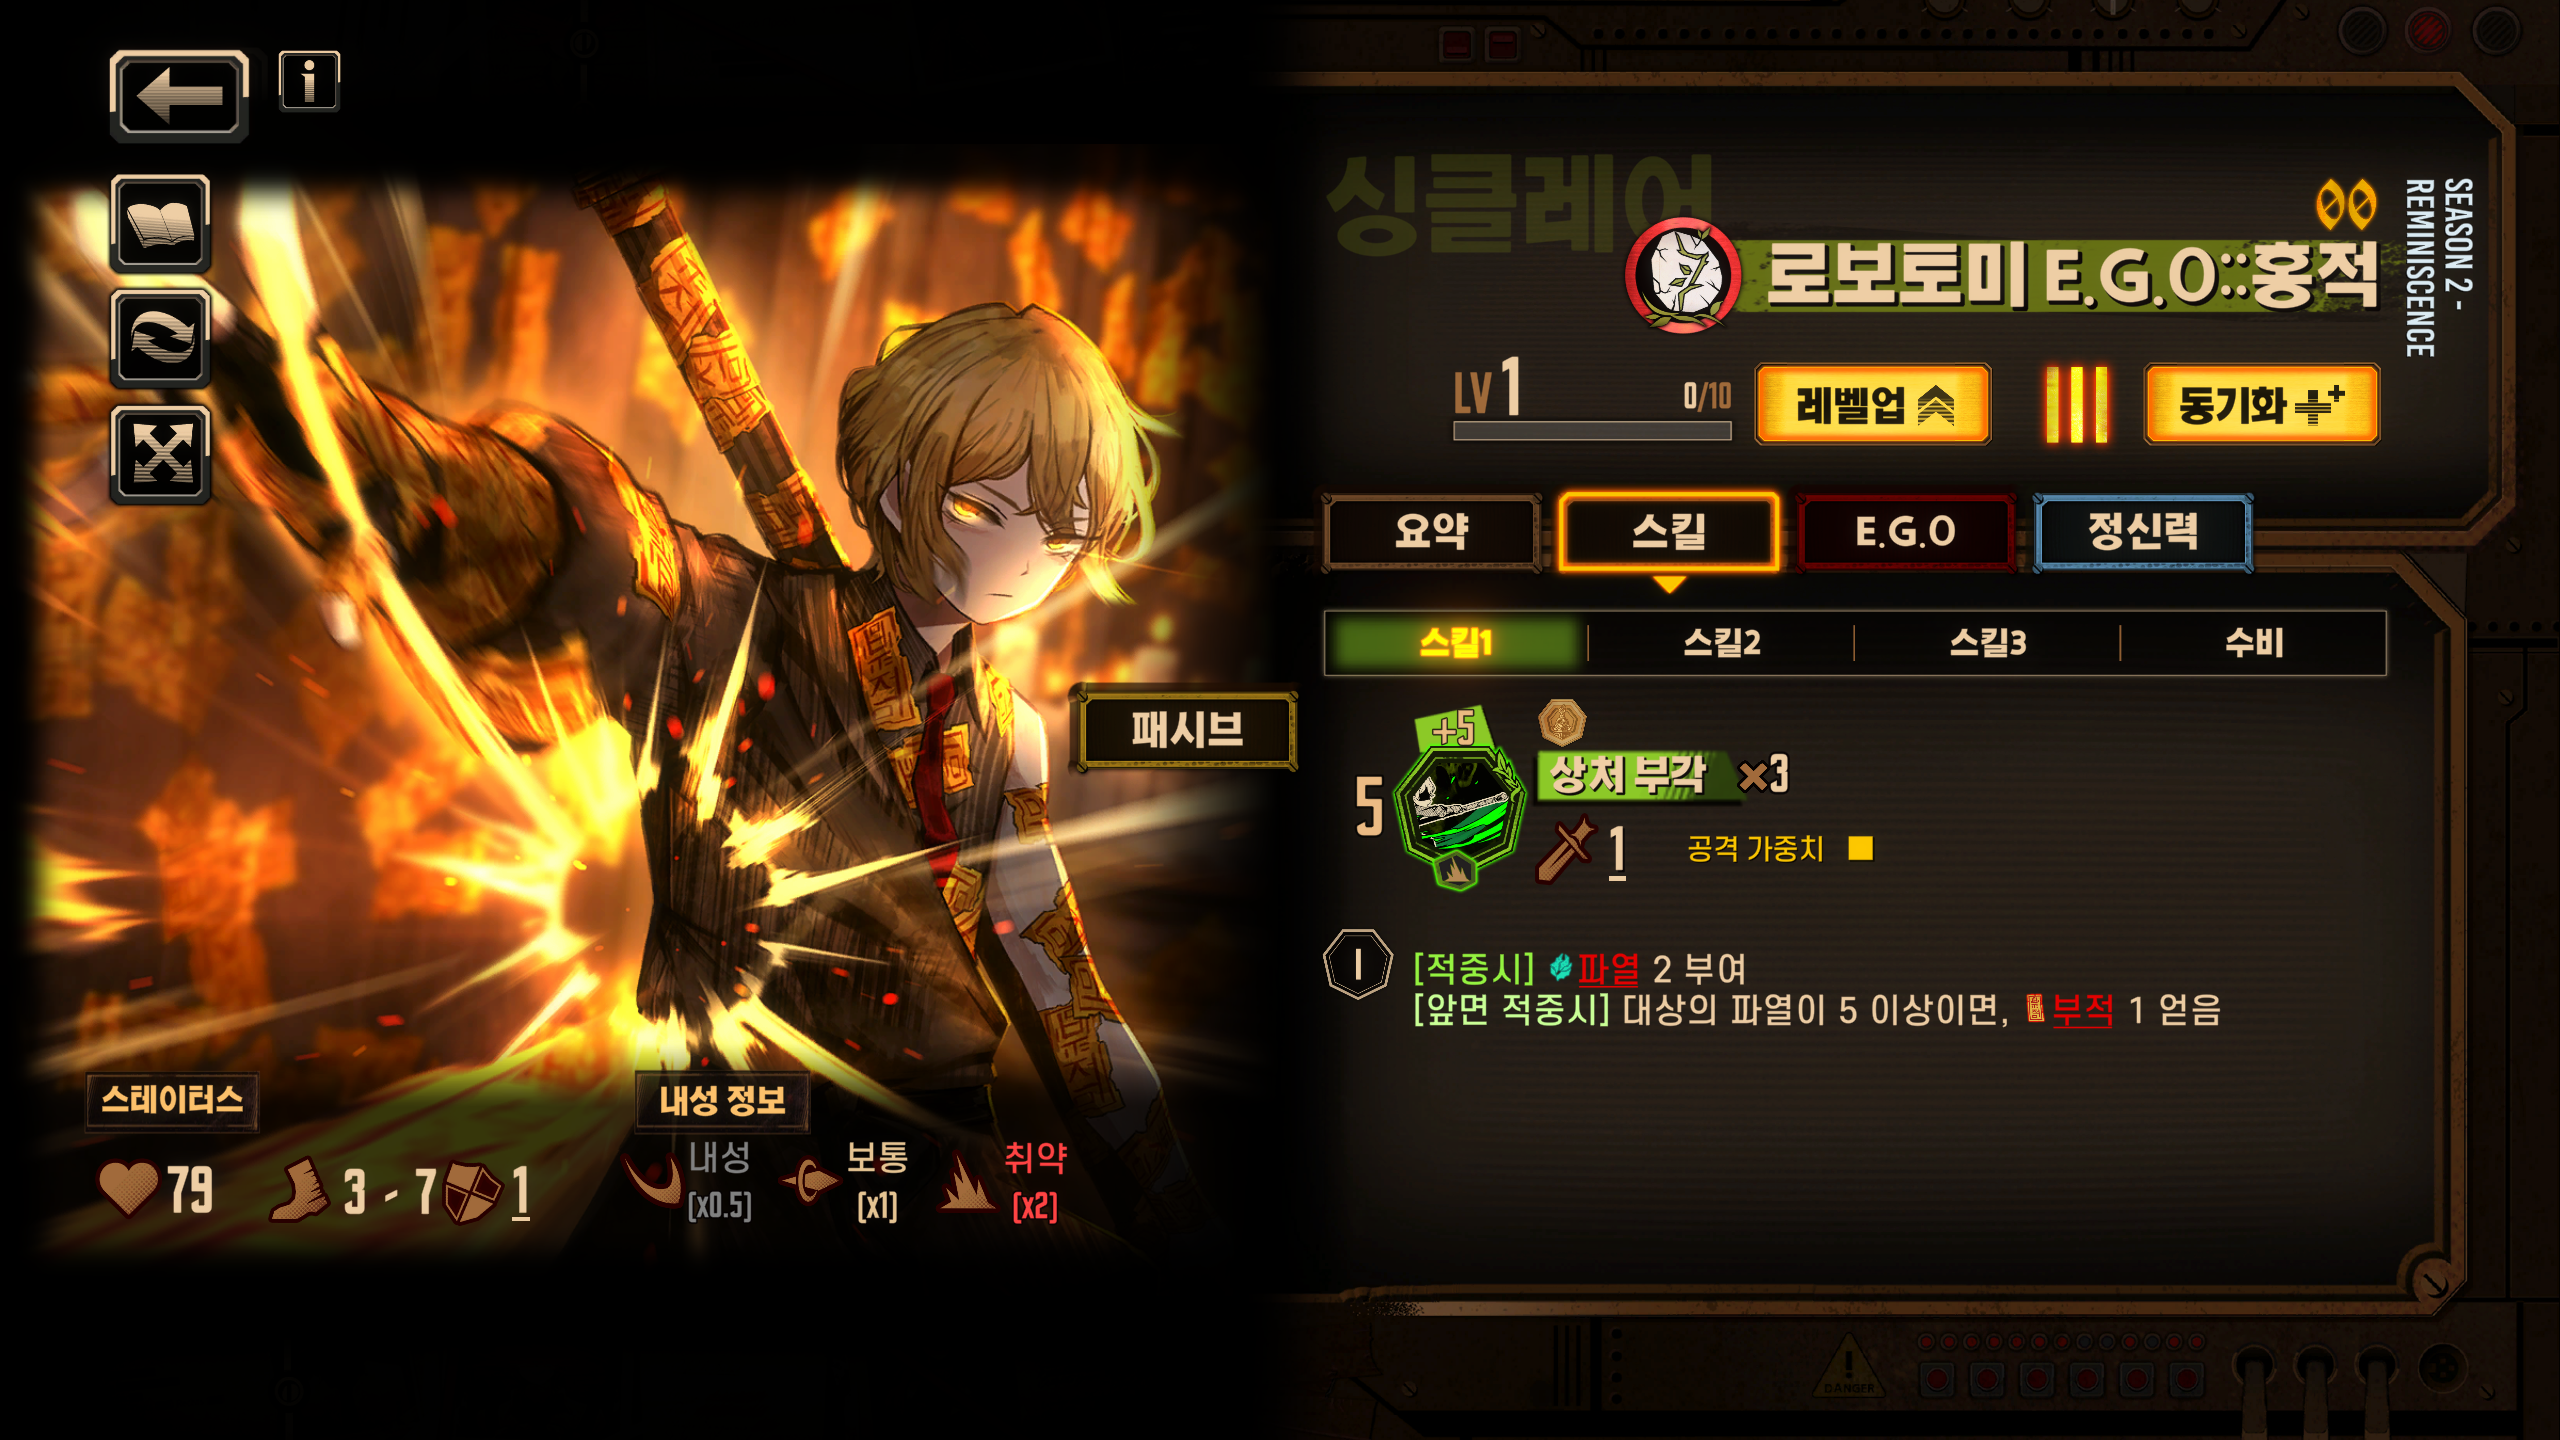 싱클레어
로보토미 E.G.O::홍적
SEASON 2 -
REMINISCENCE
LV 1
0/10
레벨업
동기화
요약
스킬
E.G.O
정신력
스킬1
스킬2
스킬3
수비
패시브
+5
5
상처 부각 ×3
1
공격 가중치
I
[적중시] 파열 2 부여
[앞면 적중시] 대상의 파열이 5 이상이면, 부적 1 얻음
스테이터스
79
3 - 7
1
내성 정보
내성
[x0.5]
보통
[x1]
취약
[x2]
DANGER